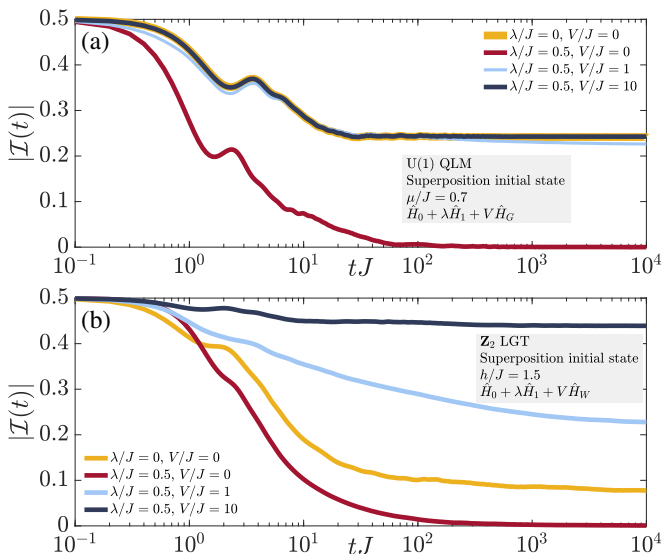 0.5
0.4
0.3
0.2
0.1
0
|ℐ(t)|
(a)
λ/J = 0, V/J = 0
λ/J = 0.5, V/J = 0
λ/J = 0.5, V/J = 1
λ/J = 0.5, V/J = 10
U(1) QLM
Superposition initial state
μ/J = 0.7
Ĥ₀ + λĤ₁ + VĤ_G
10⁻¹ 10⁰ 10¹ 10² 10³ 10⁴
tJ
0.5
0.4
0.3
0.2
0.1
0
|ℐ(t)|
(b)
Z₂ LGT
Superposition initial state
h/J = 1.5
Ĥ₀ + λĤ₁ + VĤ_W
λ/J = 0, V/J = 0
λ/J = 0.5, V/J = 0
λ/J = 0.5, V/J = 1
λ/J = 0.5, V/J = 10
10⁻¹ 10⁰ 10¹ 10² 10³ 10⁴
tJ